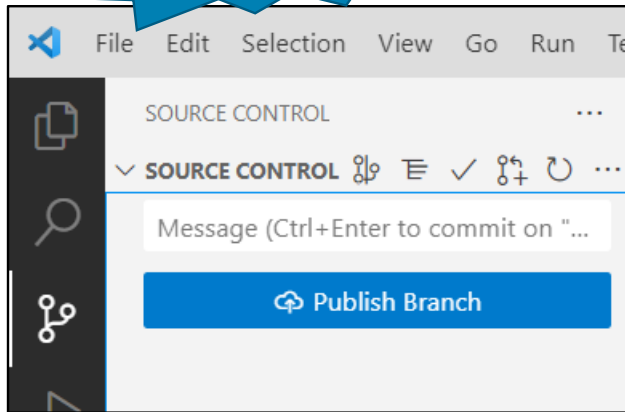 File Edit Selection View Go Run Te
SOURCE CONTROL
SOURCE CONTROL
Message (Ctrl+Enter to commit on "...
Publish Branch